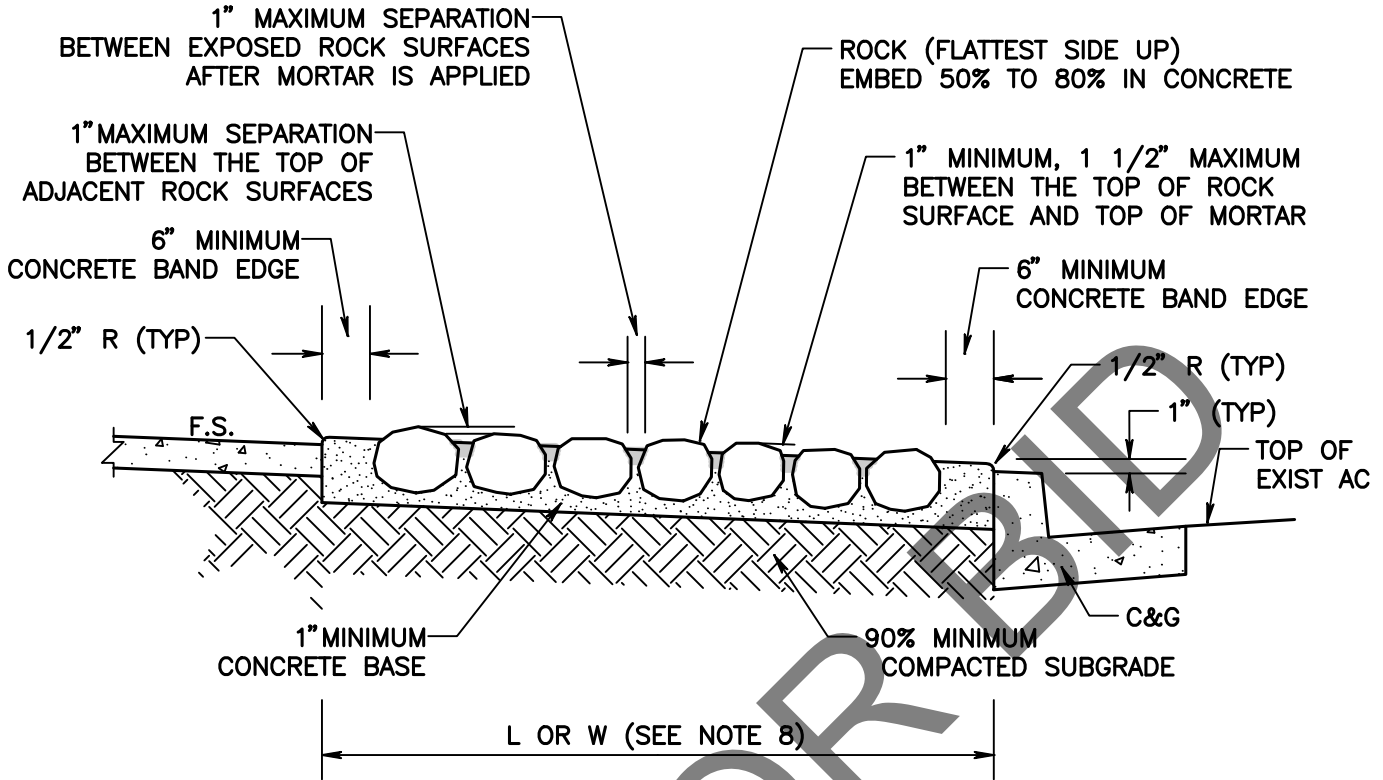 1" MAXIMUM SEPARATION
BETWEEN EXPOSED ROCK SURFACES
AFTER MORTAR IS APPLIED
ROCK (FLATTEST SIDE UP)
EMBED 50% TO 80% IN CONCRETE
1" MAXIMUM SEPARATION
BETWEEN THE TOP OF
ADJACENT ROCK SURFACES
1" MINIMUM, 1 1/2" MAXIMUM
BETWEEN THE TOP OF ROCK
SURFACE AND TOP OF MORTAR
6" MINIMUM
CONCRETE BAND EDGE
6" MINIMUM
CONCRETE BAND EDGE
1/2" R (TYP)
1/2" R (TYP)
1" (TYP)
F.S.
TOP OF
EXIST AC
C&G
1" MINIMUM
CONCRETE BASE
90% MINIMUM
COMPACTED SUBGRADE
L OR W (SEE NOTE 8)
OR BID